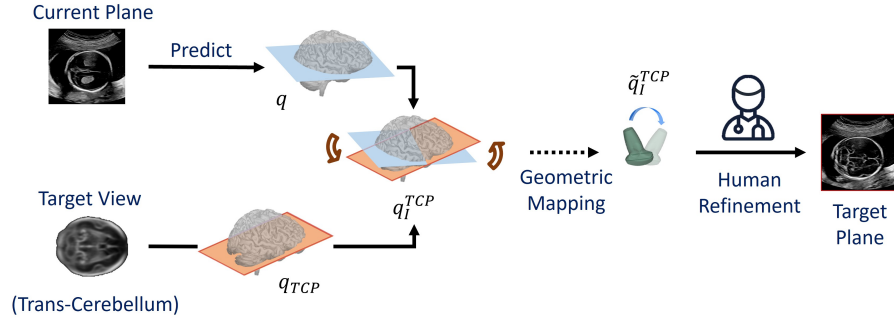 Current Plane
Predict
q
q̃_I^{TCP}
Target View
q_I^{TCP}
Geometric
Mapping
Human
Refinement
Target
Plane
q_{TCP}
(Trans-Cerebellum)